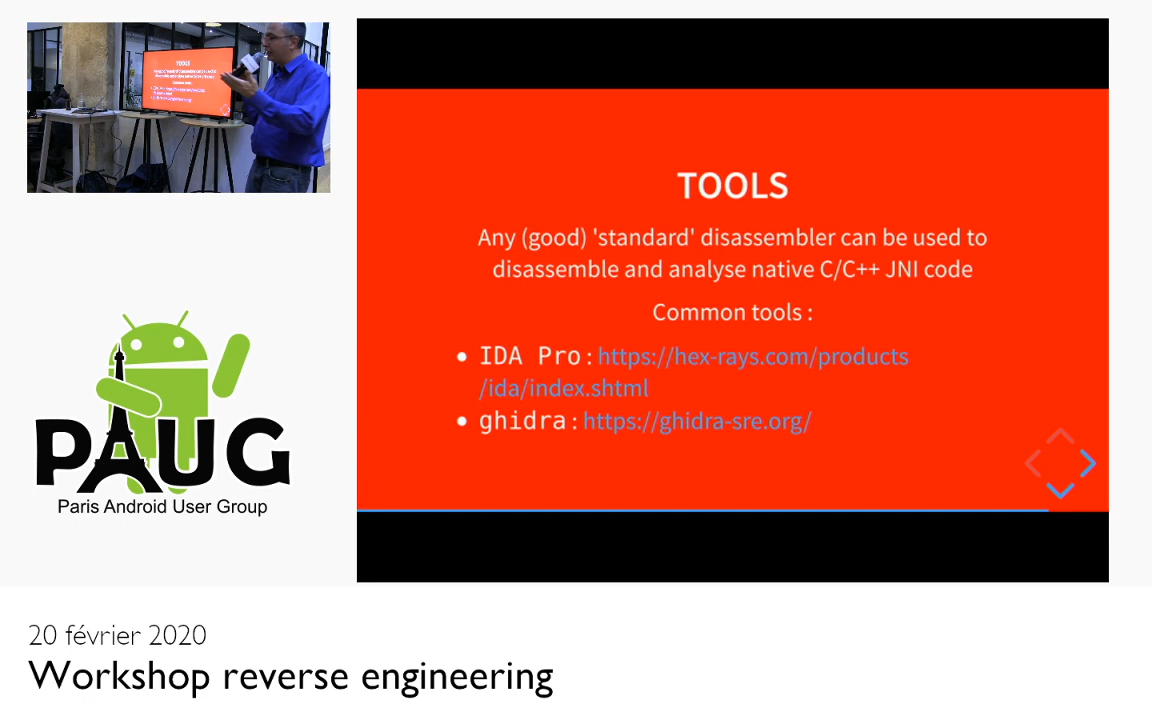 TOOLS
Any (good) 'standard' disassembler can be used to
disassemble and analyse native C/C++ JNI code
Common tools :
• IDA Pro : https://hex-rays.com/products
/ida/index.shtml
• ghidra : https://ghidra-sre.org/
PAUG
Paris Android User Group
20 février 2020
Workshop reverse engineering